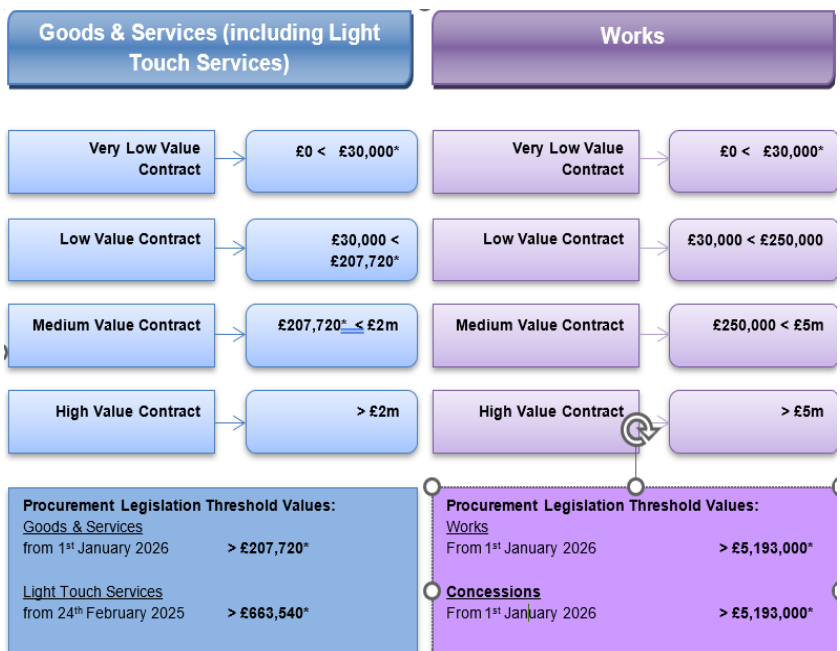 Goods & Services (including Light
Touch Services)
Very Low Value
Contract
£0 <   £30,000*
Low Value Contract
£30,000 <
£207,720*
Medium Value Contract
£207,720* < £2m
High Value Contract
> £2m
Procurement Legislation Threshold Values:
Goods & Services
from 1st January 2026 > £207,720*
Light Touch Services
from 24th February 2025 > £663,540*
Works
Very Low Value
Contract
£0 <   £30,000*
Low Value Contract
£30,000 < £250,000
Medium Value Contract
£250,000 < £5m
High Value Contract
> £5m
Procurement Legislation Threshold Values:
Works
From 1st January 2026 > £5,193,000*
Concessions
From 1st January 2026 > £5,193,000*